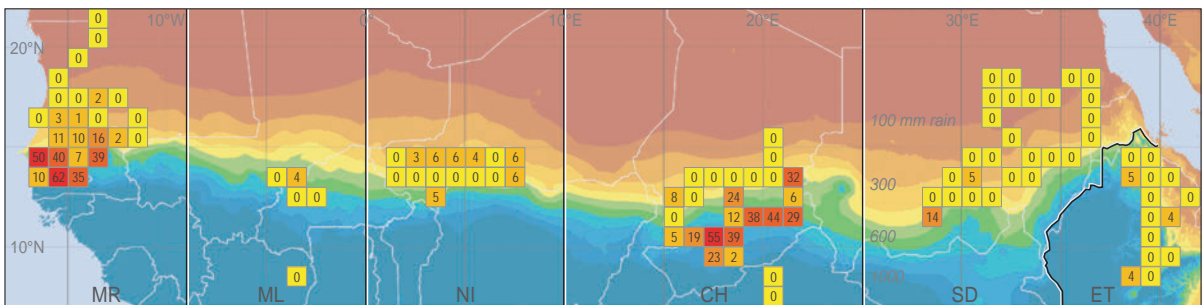 0 10°W 0° 10°E 20°E 30°E 40°E
0
20°N
0
0 0 0 0 0
0 0 2 0 0 0 0 0 0
0 3 1 0 0 100 mm rain 0 0
11 10 16 2 0 0 0 0
50 40 7 39 0 3 6 6 4 0 6 0 0 0 0 0 0 0 0 0
10 62 35 0 4 0 0 0 0 0 0 7 0 0 0 0 0 32 300 5 0 0 5 0 0
0 0 5 8 0 24 6 0 0 0 0 0 0 0
0 12 38 44 29 14 0 4
5 19 55 39 600 0
10°N
23 2 0 0
0 0 1000 4 0
MR ML NI CH 0 SD ET